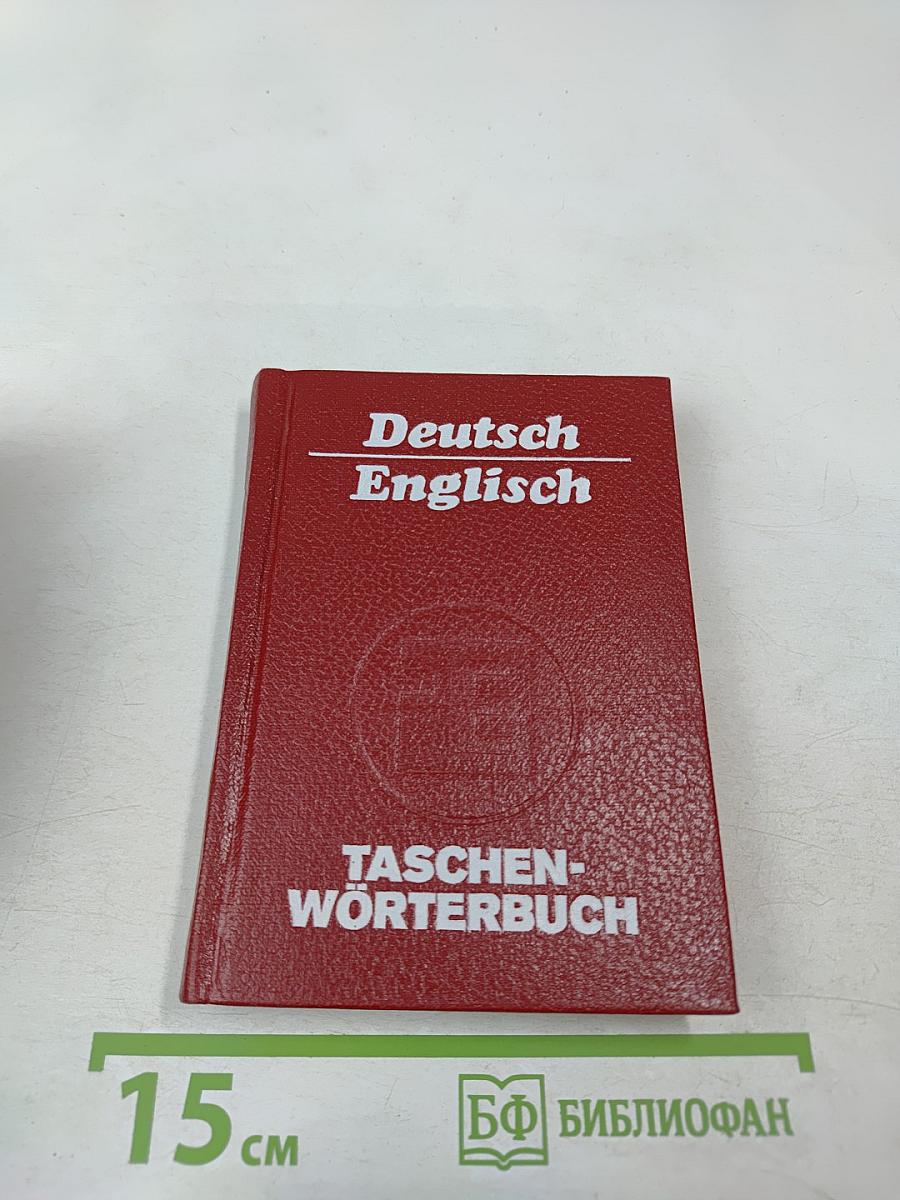 Deutsch
Englisch
TASCHEN-
WÖRTERBUCH
15 см
БФ БИБЛИОФАН